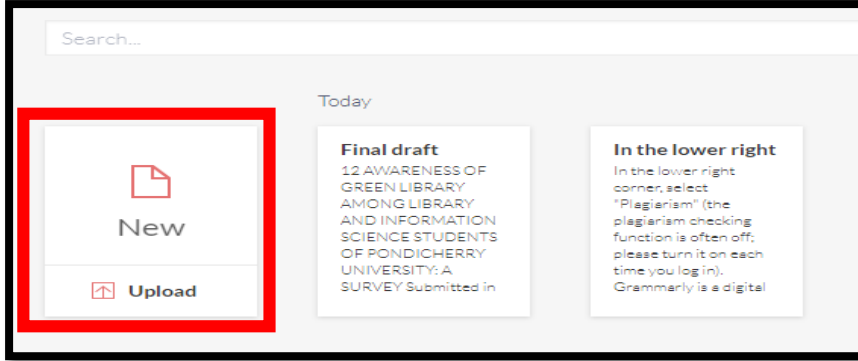 Search...
Today
New
Upload
Final draft
12 AWARENESS OF
GREEN LIBRARY
AMONG LIBRARY
AND INFORMATION
SCIENCE STUDENTS
OF PONDICHERRY
UNIVERSITY: A
SURVEY Submitted in
In the lower right
In the lower right
corner, select
"Plagiarism" (the
plagiarism checking
function is often off;
please turn it on each
time you log in).
Grammarly is a digital